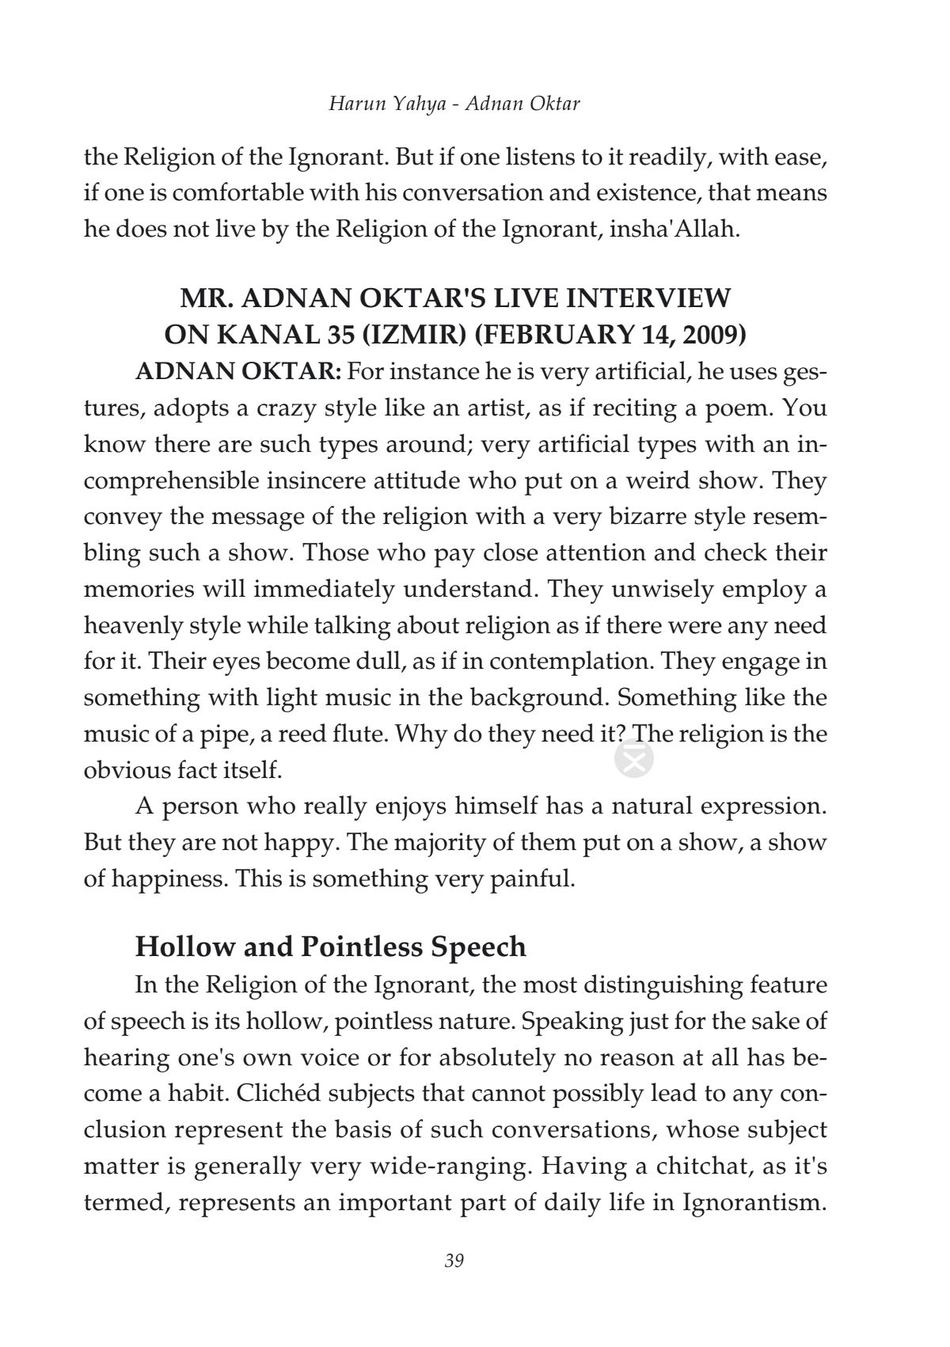 Harun Yahya - Adnan Oktar
the Religion of the Ignorant. But if one listens to it readily, with ease,
if one is comfortable with his conversation and existence, that means
he does not live by the Religion of the Ignorant, insha'Allah.
MR. ADNAN OKTAR'S LIVE INTERVIEW
ON KANAL 35 (IZMIR) (FEBRUARY 14, 2009)
ADNAN OKTAR: For instance he is very artificial, he uses ges-
tures, adopts a crazy style like an artist, as if reciting a poem. You
know there are such types around; very artificial types with an in-
comprehensible insincere attitude who put on a weird show. They
convey the message of the religion with a very bizarre style resem-
bling such a show. Those who pay close attention and check their
memories will immediately understand. They unwisely employ a
heavenly style while talking about religion as if there were any need
for it. Their eyes become dull, as if in contemplation. They engage in
something with light music in the background. Something like the
music of a pipe, a reed flute. Why do they need it? The religion is the
obvious fact itself.
A person who really enjoys himself has a natural expression.
But they are not happy. The majority of them put on a show, a show
of happiness. This is something very painful.
Hollow and Pointless Speech
In the Religion of the Ignorant, the most distinguishing feature
of speech is its hollow, pointless nature. Speaking just for the sake of
hearing one's own voice or for absolutely no reason at all has be-
come a habit. Clichéd subjects that cannot possibly lead to any con-
clusion represent the basis of such conversations, whose subject
matter is generally very wide-ranging. Having a chitchat, as it's
termed, represents an important part of daily life in Ignorantism.
39